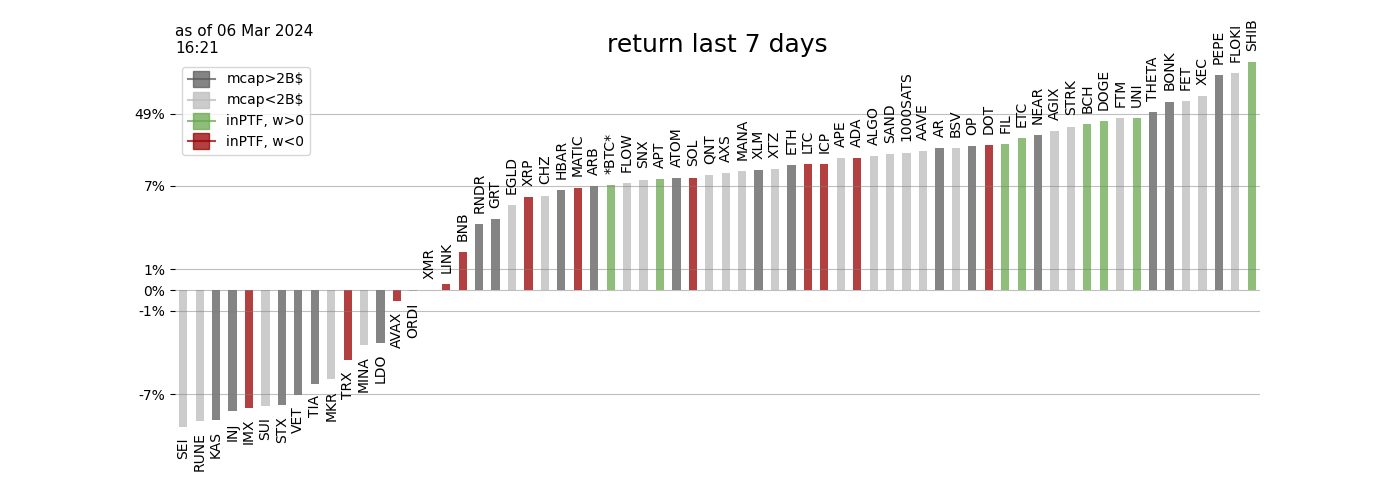 as of 06 Mar 2024
16:21
return last 7 days
mcap>2B$
mcap<2B$
inPTF, w>0
inPTF, w<0
49%
7%
1%
0%
-1%
-7%
SEI
RUNE
KAS
INJ
IMX
SUI
STX
VET
TIA
MKR
TRX
MINA
LDO
AVAX
ORDI
XMR
LINK
BNB
RNDR
GRT
EGLD
XRP
CHZ
HBAR
MATIC
ARB
*BTC*
FLOW
SNX
APT
ATOM
SOL
QNT
AXS
MANA
XLM
XTZ
ETH
LTC
ICP
APE
ADA
ALGO
SAND
1000SATS
AAVE
AR
BSV
OP
DOT
FIL
ETC
NEAR
AGIX
STRK
BCH
DOGE
FTM
UNI
THETA
BONK
FET
XEC
PEPE
FLOKI
SHIB